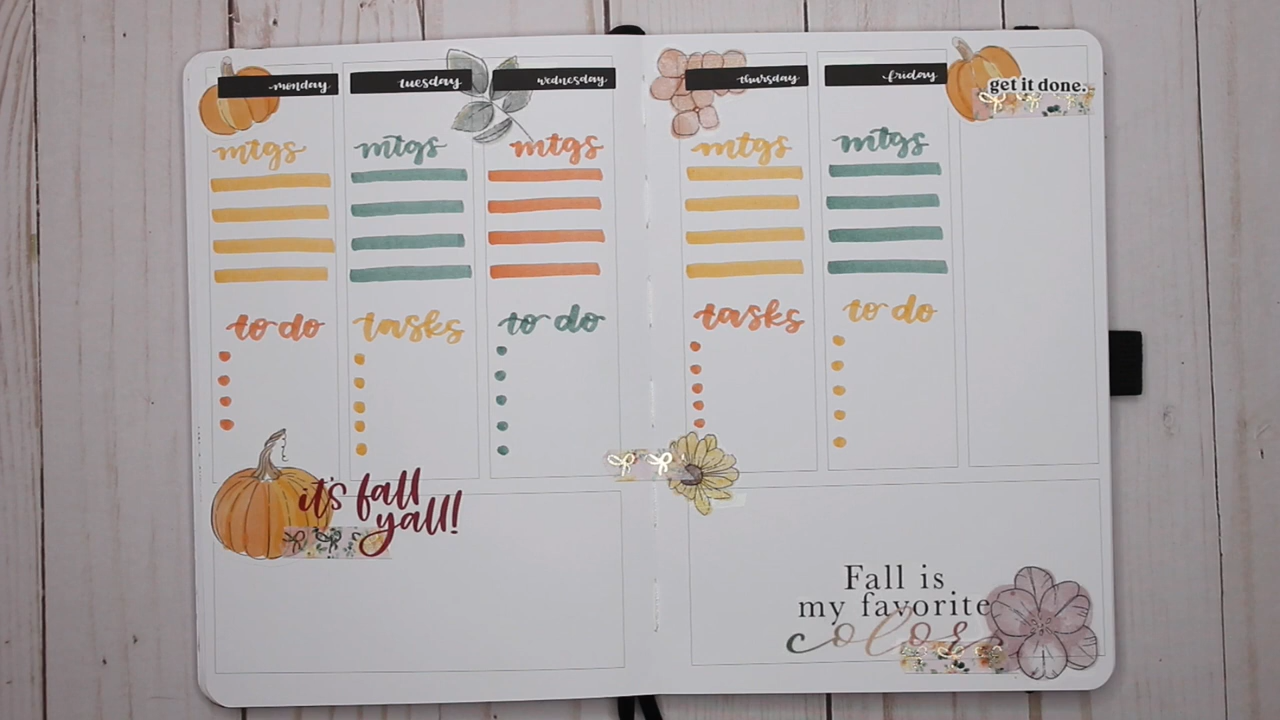 monday
tuesday
wednesday
thursday
friday
get it done.
mtgs
mtgs
mtgs
mtgs
mtgs
to do
tasks
to do
tasks
to do
it's fall
yall!
Fall is
my favorite
color